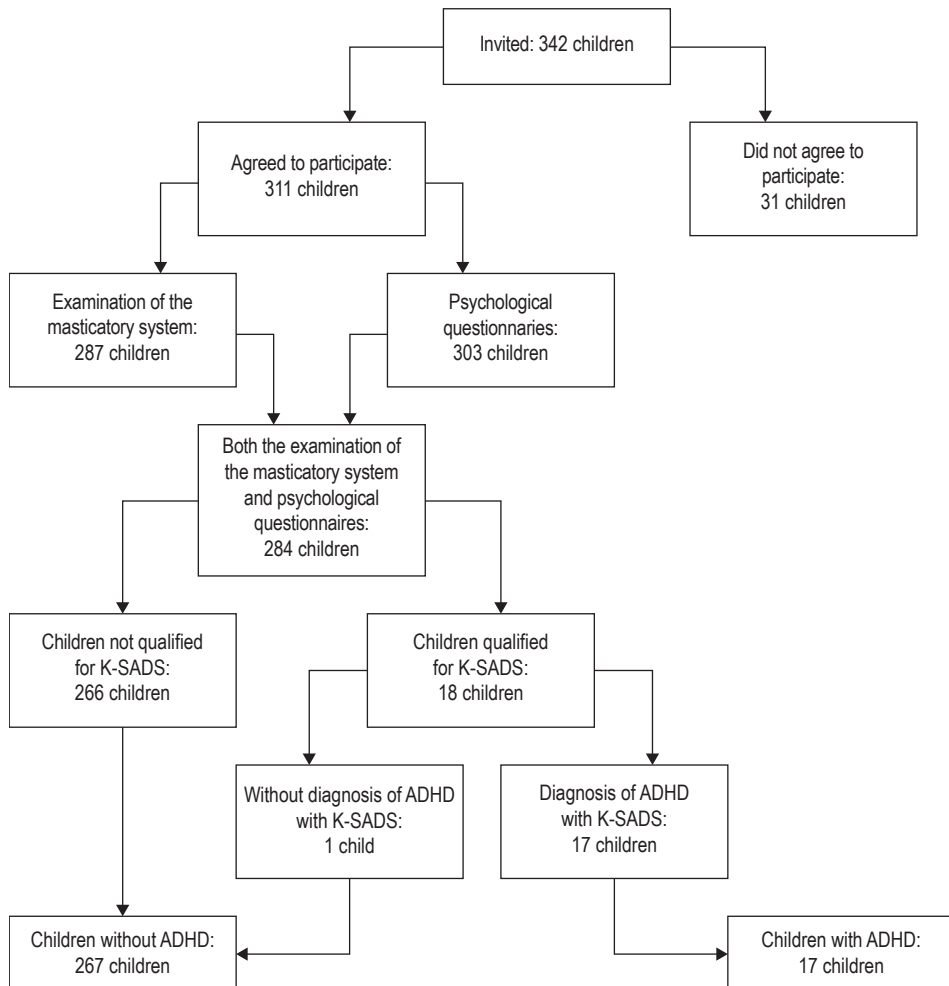 Invited: 342 children
Agreed to participate:
311 children
Did not agree to
participate:
31 children
Examination of the
masticatory system:
287 children
Psychological
questionnaries:
303 children
Both the examination of
the masticatory system
and psychological
questionnaires:
284 children
Children not qualified
for K-SADS:
266 children
Children qualified
for K-SADS:
18 children
Without diagnosis of ADHD
with K-SADS:
1 child
Diagnosis of ADHD
with K-SADS:
17 children
Children without ADHD:
267 children
Children with ADHD:
17 children